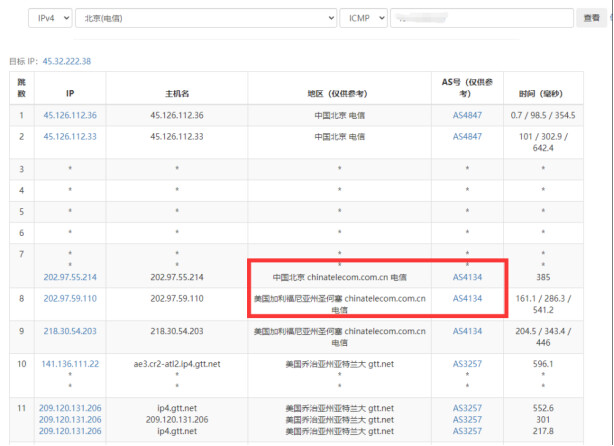 IPv4 北京(电信) ICMP 查看
目标 IP: 45.32.222.38
跳数 IP 主机名 地区（仅供参考） AS号（仅供参考） 时间（毫秒）
1 45.126.112.36 45.126.112.36 中国北京 电信 AS4847 0.7 / 98.5 / 354.5
2 45.126.112.33 45.126.112.33 中国北京 电信 AS4847 101 / 302.9 /
642.4
3 * * * * *
4 * * * * *
5 * * * * *
6 * * * * *
7 * * * * *
* * * * *
202.97.55.214 202.97.55.214 中国北京 chinatelecom.com.cn 电信 AS4134 385
8 202.97.59.110 202.97.59.110 美国加利福尼亚州圣何塞 chinatelecom.com.cn AS4134 161.1 / 286.3 /
电信 541.2
9 218.30.54.203 218.30.54.203 美国加利福尼亚州圣何塞 chinatelecom.com.cn AS4134 204.5 / 343.4 /
电信 446
10 141.136.111.22 ae3.cr2-atl2.ip4.gtt.net 美国乔治亚州亚特兰大 gtt.net AS3257 596.1
* * * * *
* * * * *
11 209.120.131.206 ip4.gtt.net 美国乔治亚州亚特兰大 gtt.net AS3257 552.6
209.120.131.206 209.120.131.206 美国乔治亚州亚特兰大 gtt.net AS3257 301
209.120.131.206 ip4.gtt.net 美国乔治亚州亚特兰大 gtt.net AS3257 217.8